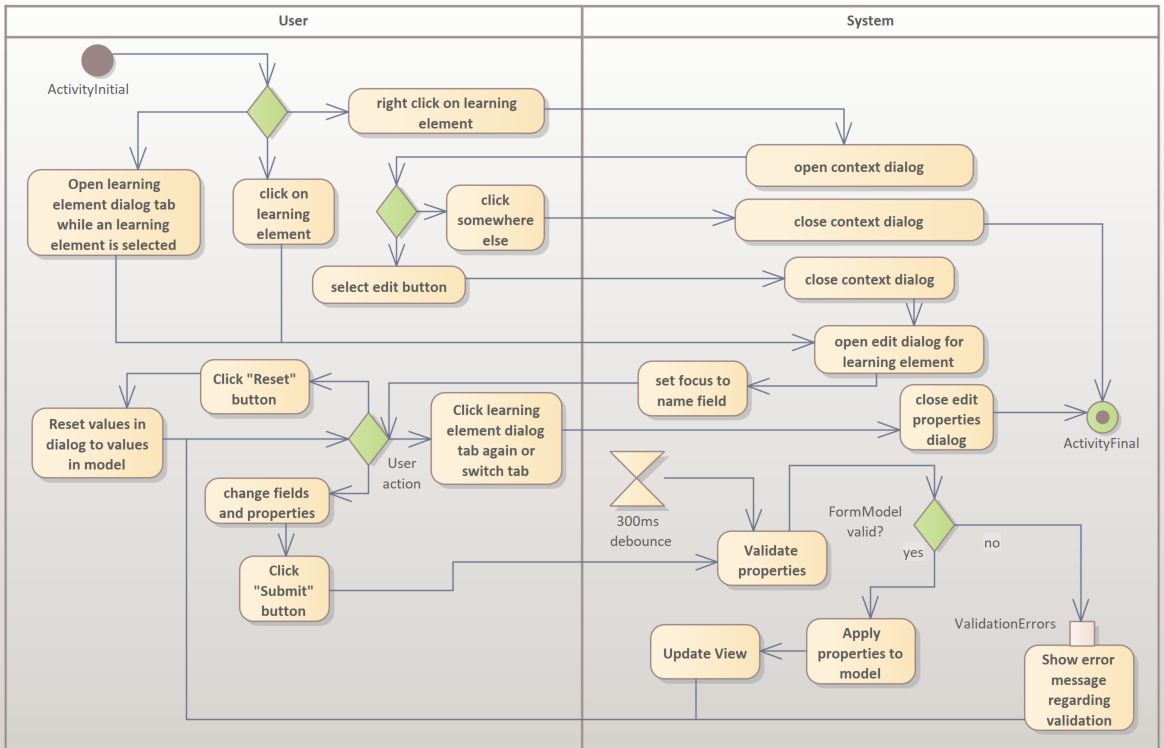 User
System
ActivityInitial
right click on learning
element
open context dialog
Open learning
element dialog tab
while an learning
element is selected
click on
learning
element
click
somewhere
else
close context dialog
select edit button
close context dialog
open edit dialog for
learning element
Click "Reset"
button
set focus to
name field
Reset values in
dialog to values
in model
User
action
Click learning
element dialog
tab again or
switch tab
close edit
properties
dialog
ActivityFinal
change fields
and properties
300ms
debounce
FormModel
valid?
yes
no
Validate
properties
Click
"Submit"
button
ValidationErrors
Update View
Apply
properties to
model
Show error
message
regarding
validation